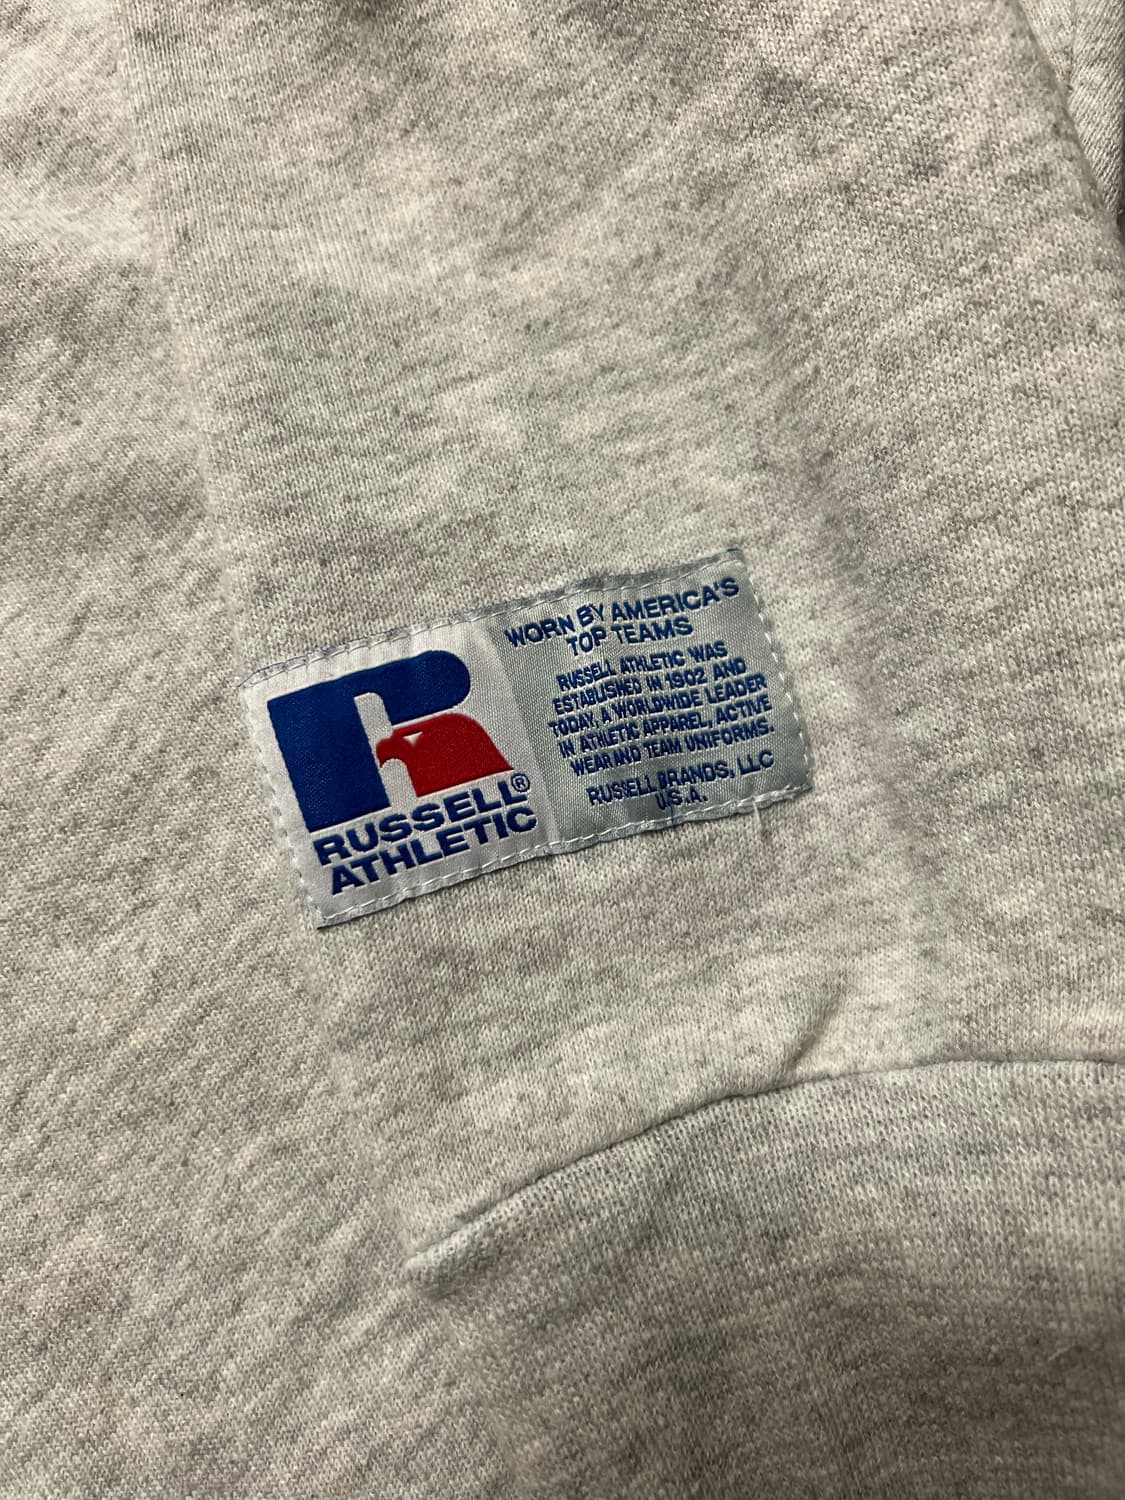 RUSSELL®
ATHLETIC
WORN BY AMERICA'S
TOP TEAMS
RUSSELL ATHLETIC WAS
ESTABLISHED IN 1902 AND
TODAY, A WORLDWIDE LEADER
IN ATHLETIC APPAREL, ACTIVE
WEAR AND TEAM UNIFORMS.
RUSSELL BRANDS, LLC
U.S.A.